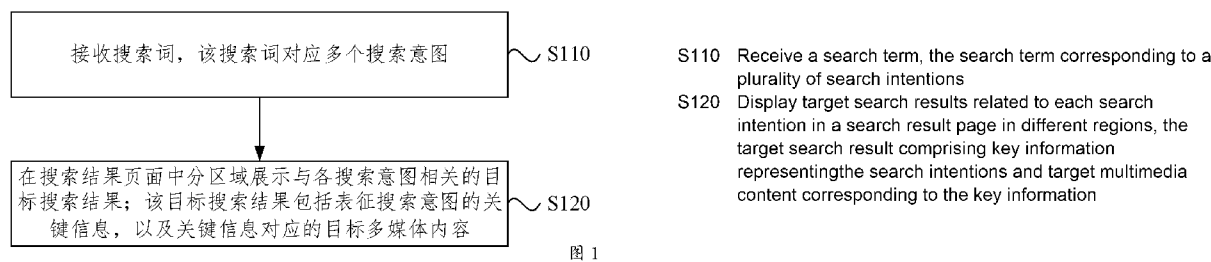 接收搜索词，该搜索词对应多个搜索意图
S110
在搜索结果页面中分区域展示与各搜索意图相关的目
标搜索结果；该目标搜索结果包括表征搜索意图的关
键信息，以及关键信息对应的目标多媒体内容
S120
图 1
S110 Receive a search term, the search term corresponding to a
plurality of search intentions
S120 Display target search results related to each search
intention in a search result page in different regions, the
target search result comprising key information
representingthe search intentions and target multimedia
content corresponding to the key information